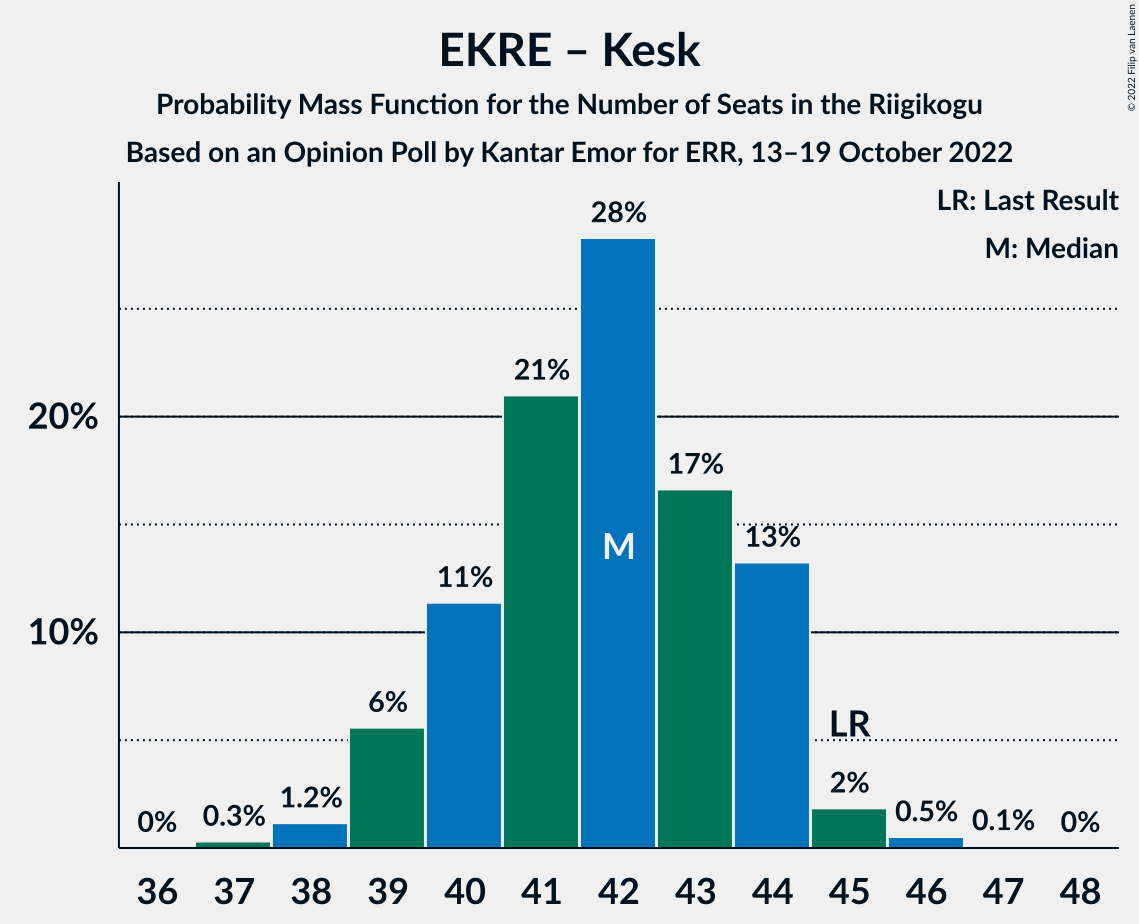 EKRE – Kesk
Probability Mass Function for the Number of Seats in the Riigikogu
Based on an Opinion Poll by Kantar Emor for ERR, 13–19 October 2022
© 2022 Filip van Laenen
LR: Last Result
M: Median
28%
21%
20%
17%
13%
M
11%
10%
6%
LR
2%
1.2%
0.5%
0.3%
0%
0.1%
0%
36 37 38 39 40 41 42 43 44 45 46 47 48